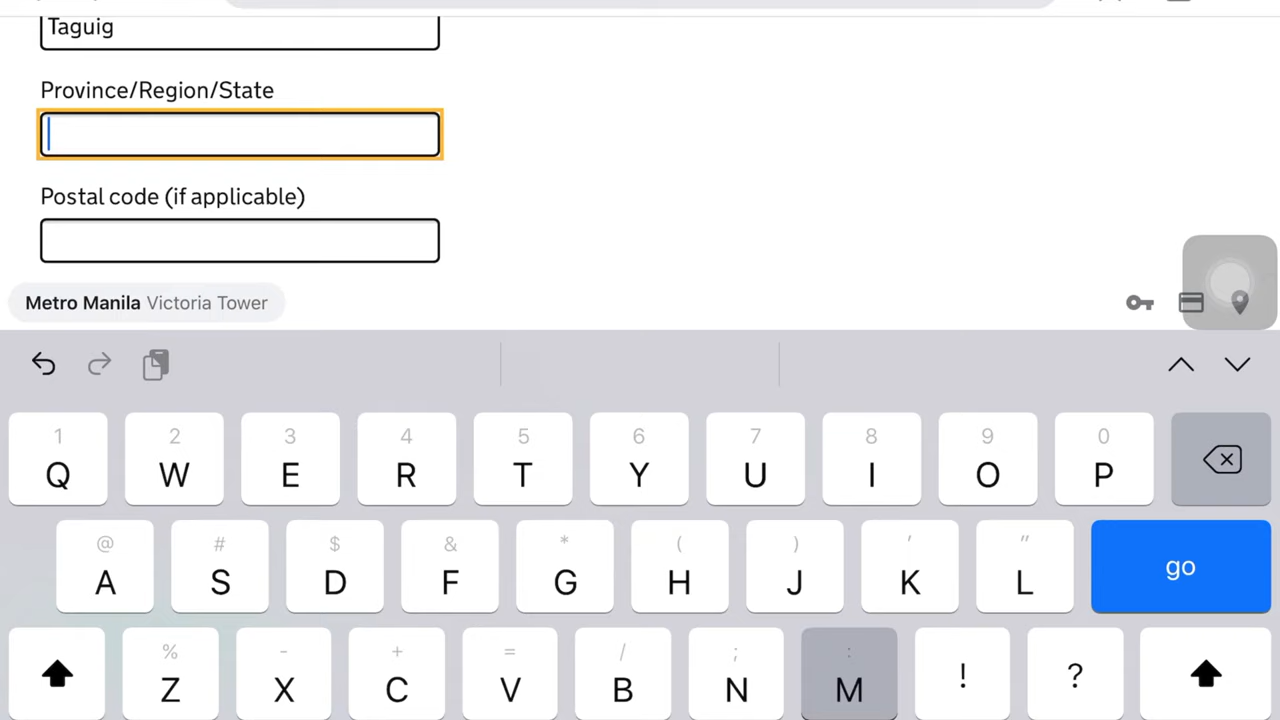 Taguig
Province/Region/State
Postal code (if applicable)
Metro Manila Victoria Tower
1 2 3 4 5 6 7 8 9 0
Q W E R T Y U I O P
@ # $ & * ( ) ' "
A S D F G H J K L go
% - + = / ; :
Z X C V B N M ! ?